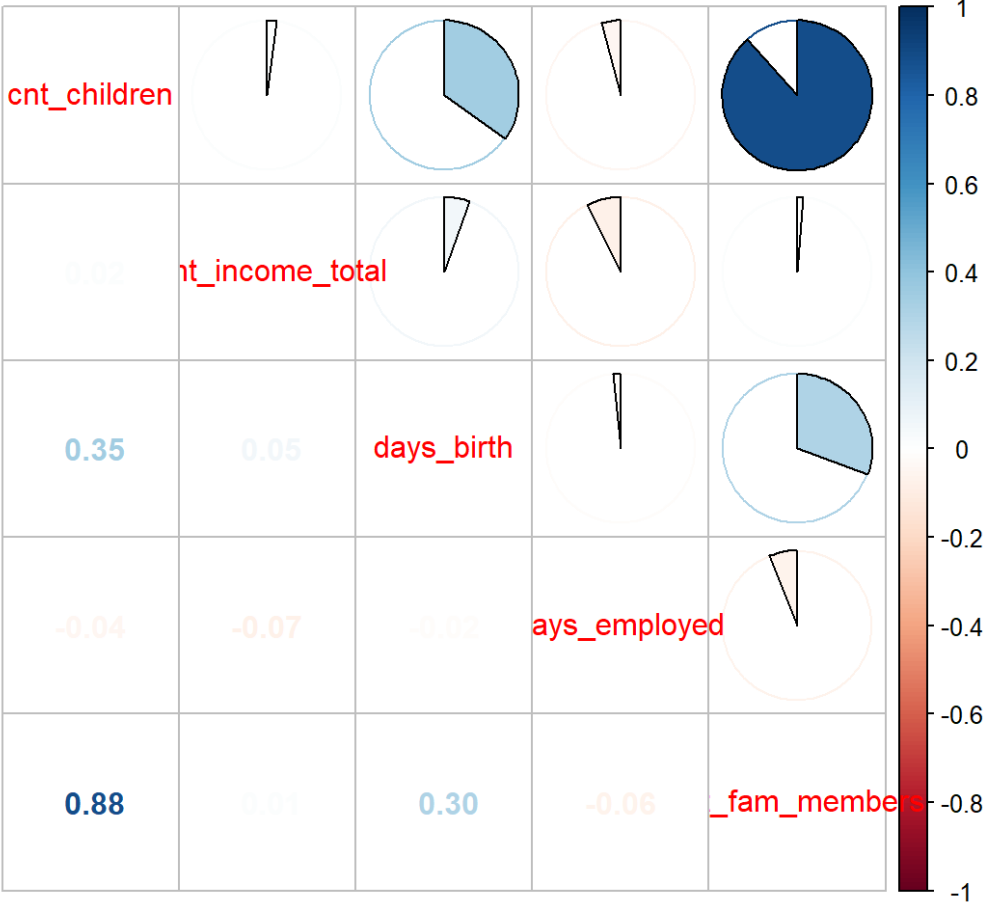 cnt_children
0.02 nt_income_total
0.35 0.05 days_birth
-0.04 -0.07 -0.02 ays_employed
0.88 0.01 0.30 -0.06 _fam_members
1
0.8
0.6
0.4
0.2
0
-0.2
-0.4
-0.6
-0.8
-1